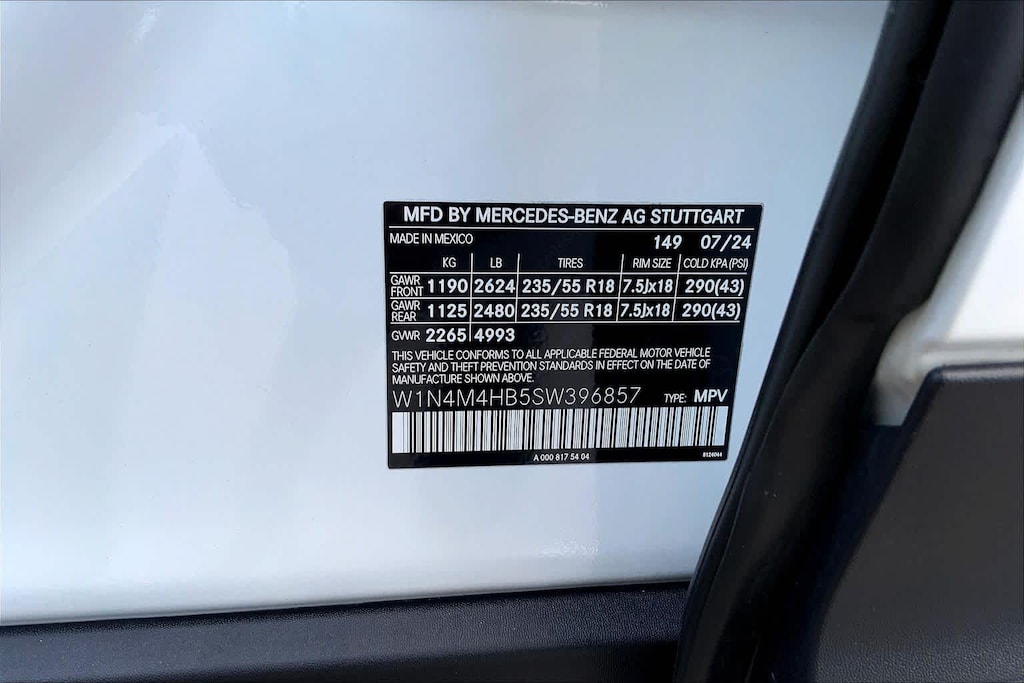 MFD BY MERCEDES-BENZ AG STUTTGART
MADE IN MEXICO 149 07/24
KG LB TIRES RIM SIZE COLD KPA (PSI)
GAWR FRONT 1190 2624 235/55 R18 7.5Jx18 290(43)
GAWR REAR 1125 2480 235/55 R18 7.5Jx18 290(43)
GVWR 2265 4993
THIS VEHICLE CONFORMS TO ALL APPLICABLE FEDERAL MOTOR VEHICLE
SAFETY AND THEFT PREVENTION STANDARDS IN EFFECT ON THE DATE OF
MANUFACTURE SHOWN ABOVE.
W1N4M4HB5SW396857 TYPE: MPV
A 000 817 54 04 8124044